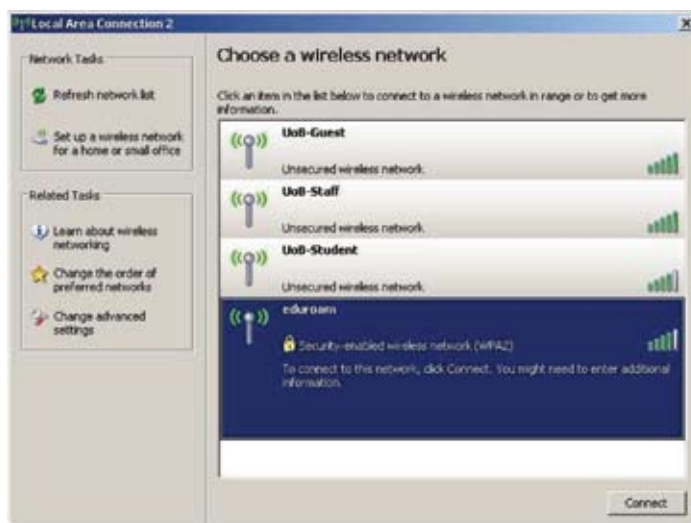 Local Area Connection 2
Network Tasks
Refresh network list
Set up a wireless network
for a home or small office
Related Tasks
Learn about wireless
networking
Change the order of
preferred networks
Change advanced
settings
Choose a wireless network
Click an item in the list below to connect to a wireless network in range or to get more
information.
UoB-Guest
Unsecured wireless network
UoB-Staff
Unsecured wireless network
UoB-Student
Unsecured wireless network
eduroam
Security-enabled wireless network (WPA2)
To connect to this network, click Connect. You might need to enter additional
information.
Connect